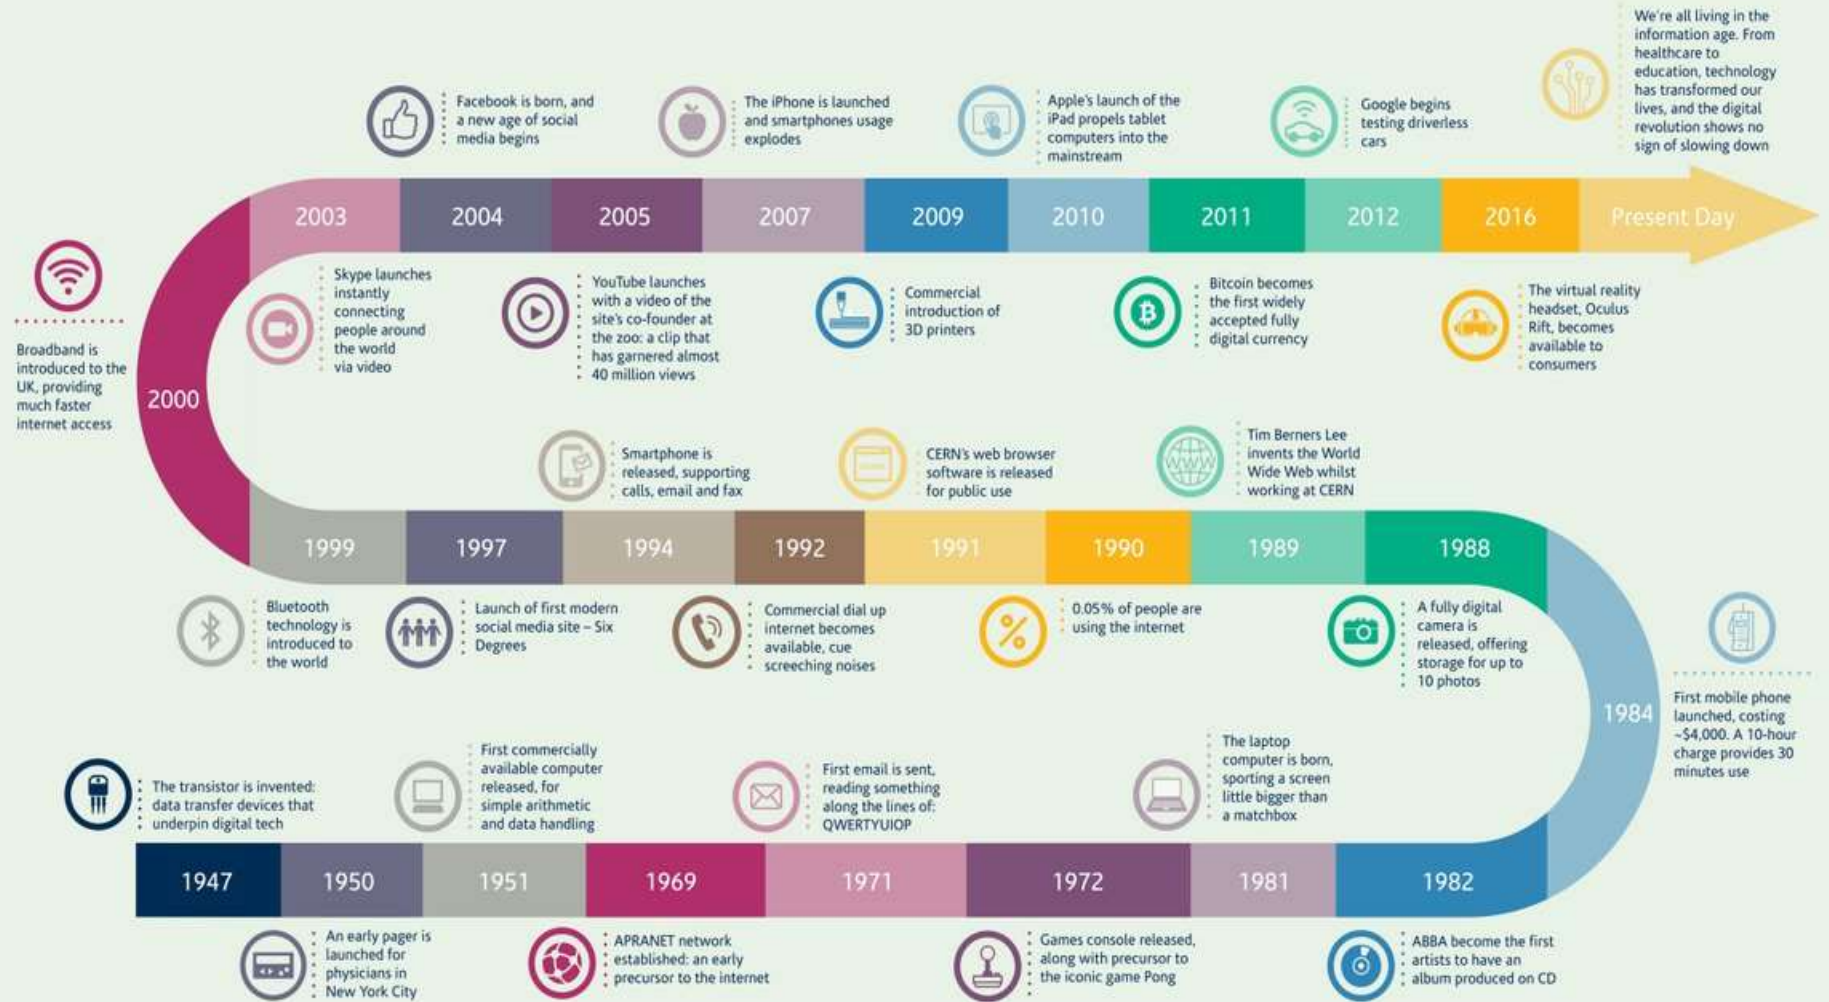 We're all living in the
information age. From
healthcare to
education, technology
has transformed our
lives, and the digital
revolution shows no
sign of slowing down
Facebook is born, and
a new age of social
media begins
The iPhone is launched
and smartphones usage
explodes
Apple's launch of the
iPad propels tablet
computers into the
mainstream
Google begins
testing driverless
cars
2003
2004
2005
2007
2009
2010
2011
2012
2016
Present Day
Skype launches
instantly
connecting
people around
the world
via video
YouTube launches
with a video of the
site's co-founder at
the zoo: a clip that
has garnered almost
40 million views
Commercial
introduction of
3D printers
Bitcoin becomes
the first widely
accepted fully
digital currency
The virtual reality
headset, Oculus
Rift, becomes
available to
consumers
Broadband is
introduced to the
UK, providing
much faster
internet access
2000
Smartphone is
released, supporting
calls, email and fax
CERN's web browser
software is released
for public use
WWW
Tim Berners Lee
invents the World
Wide Web whilst
working at CERN
1999
1997
1994
1992
1991
1990
1989
1988
Bluetooth
technology is
introduced to
the world
Launch of first modern
social media site – Six
Degrees
Commercial dial up
internet becomes
available, cue
screeching noises
%
0.05% of people are
using the internet
A fully digital
camera is
released, offering
storage for up to
10 photos
1984
First mobile phone
launched, costing
~$4,000. A 10-hour
charge provides 30
minutes use
The transistor is invented:
data transfer devices that
underpin digital tech
First commercially
available computer
released, for
simple arithmetic
and data handling
First email is sent,
reading something
along the lines of:
QWERTYUIOP
The laptop
computer is born,
sporting a screen
little bigger than
a matchbox
1947
1950
1951
1969
1971
1972
1981
1982
An early pager is
launched for
physicians in
New York City
APRANET network
established: an early
precursor to the internet
Games console released,
along with precursor to
the iconic game Pong
ABBA become the first
artists to have an
album produced on CD